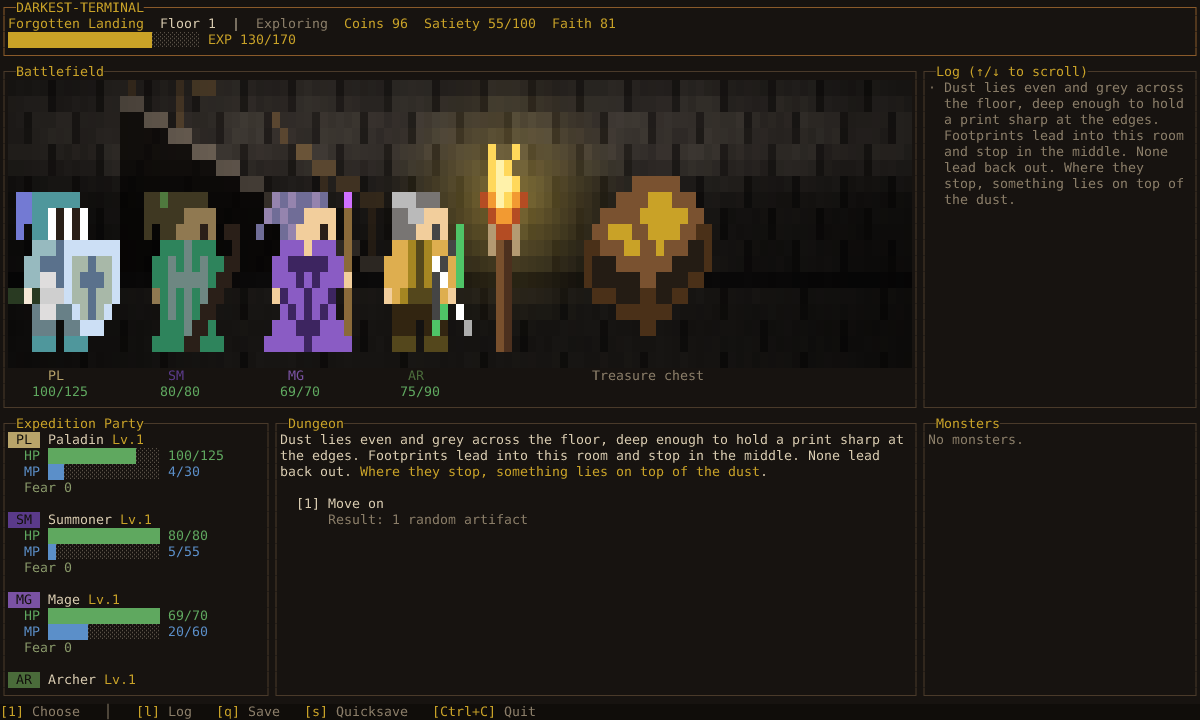 DARKEST-TERMINAL
Forgotten Landing Floor 1 | Exploring Coins 96 Satiety 55/100 Faith 81
EXP 130/170
Battlefield
PL SM MG AR Treasure chest
100/125 80/80 69/70 75/90
Log (↑/↓ to scroll)
· Dust lies even and grey across
the floor, deep enough to hold
a print sharp at the edges.
Footprints lead into this room
and stop in the middle. None
lead back out. Where they
stop, something lies on top of
the dust.
Expedition Party
PL Paladin Lv.1
HP 100/125
MP 4/30
Fear 0
SM Summoner Lv.1
HP 80/80
MP 5/55
Fear 0
MG Mage Lv.1
HP 69/70
MP 20/60
Fear 0
AR Archer Lv.1
Dungeon
Dust lies even and grey across the floor, deep enough to hold a print sharp at
the edges. Footprints lead into this room and stop in the middle. None lead
back out. Where they stop, something lies on top of the dust.
[1] Move on
Result: 1 random artifact
Monsters
No monsters.
[1] Choose │ [l] Log [q] Save [s] Quicksave [Ctrl+C] Quit